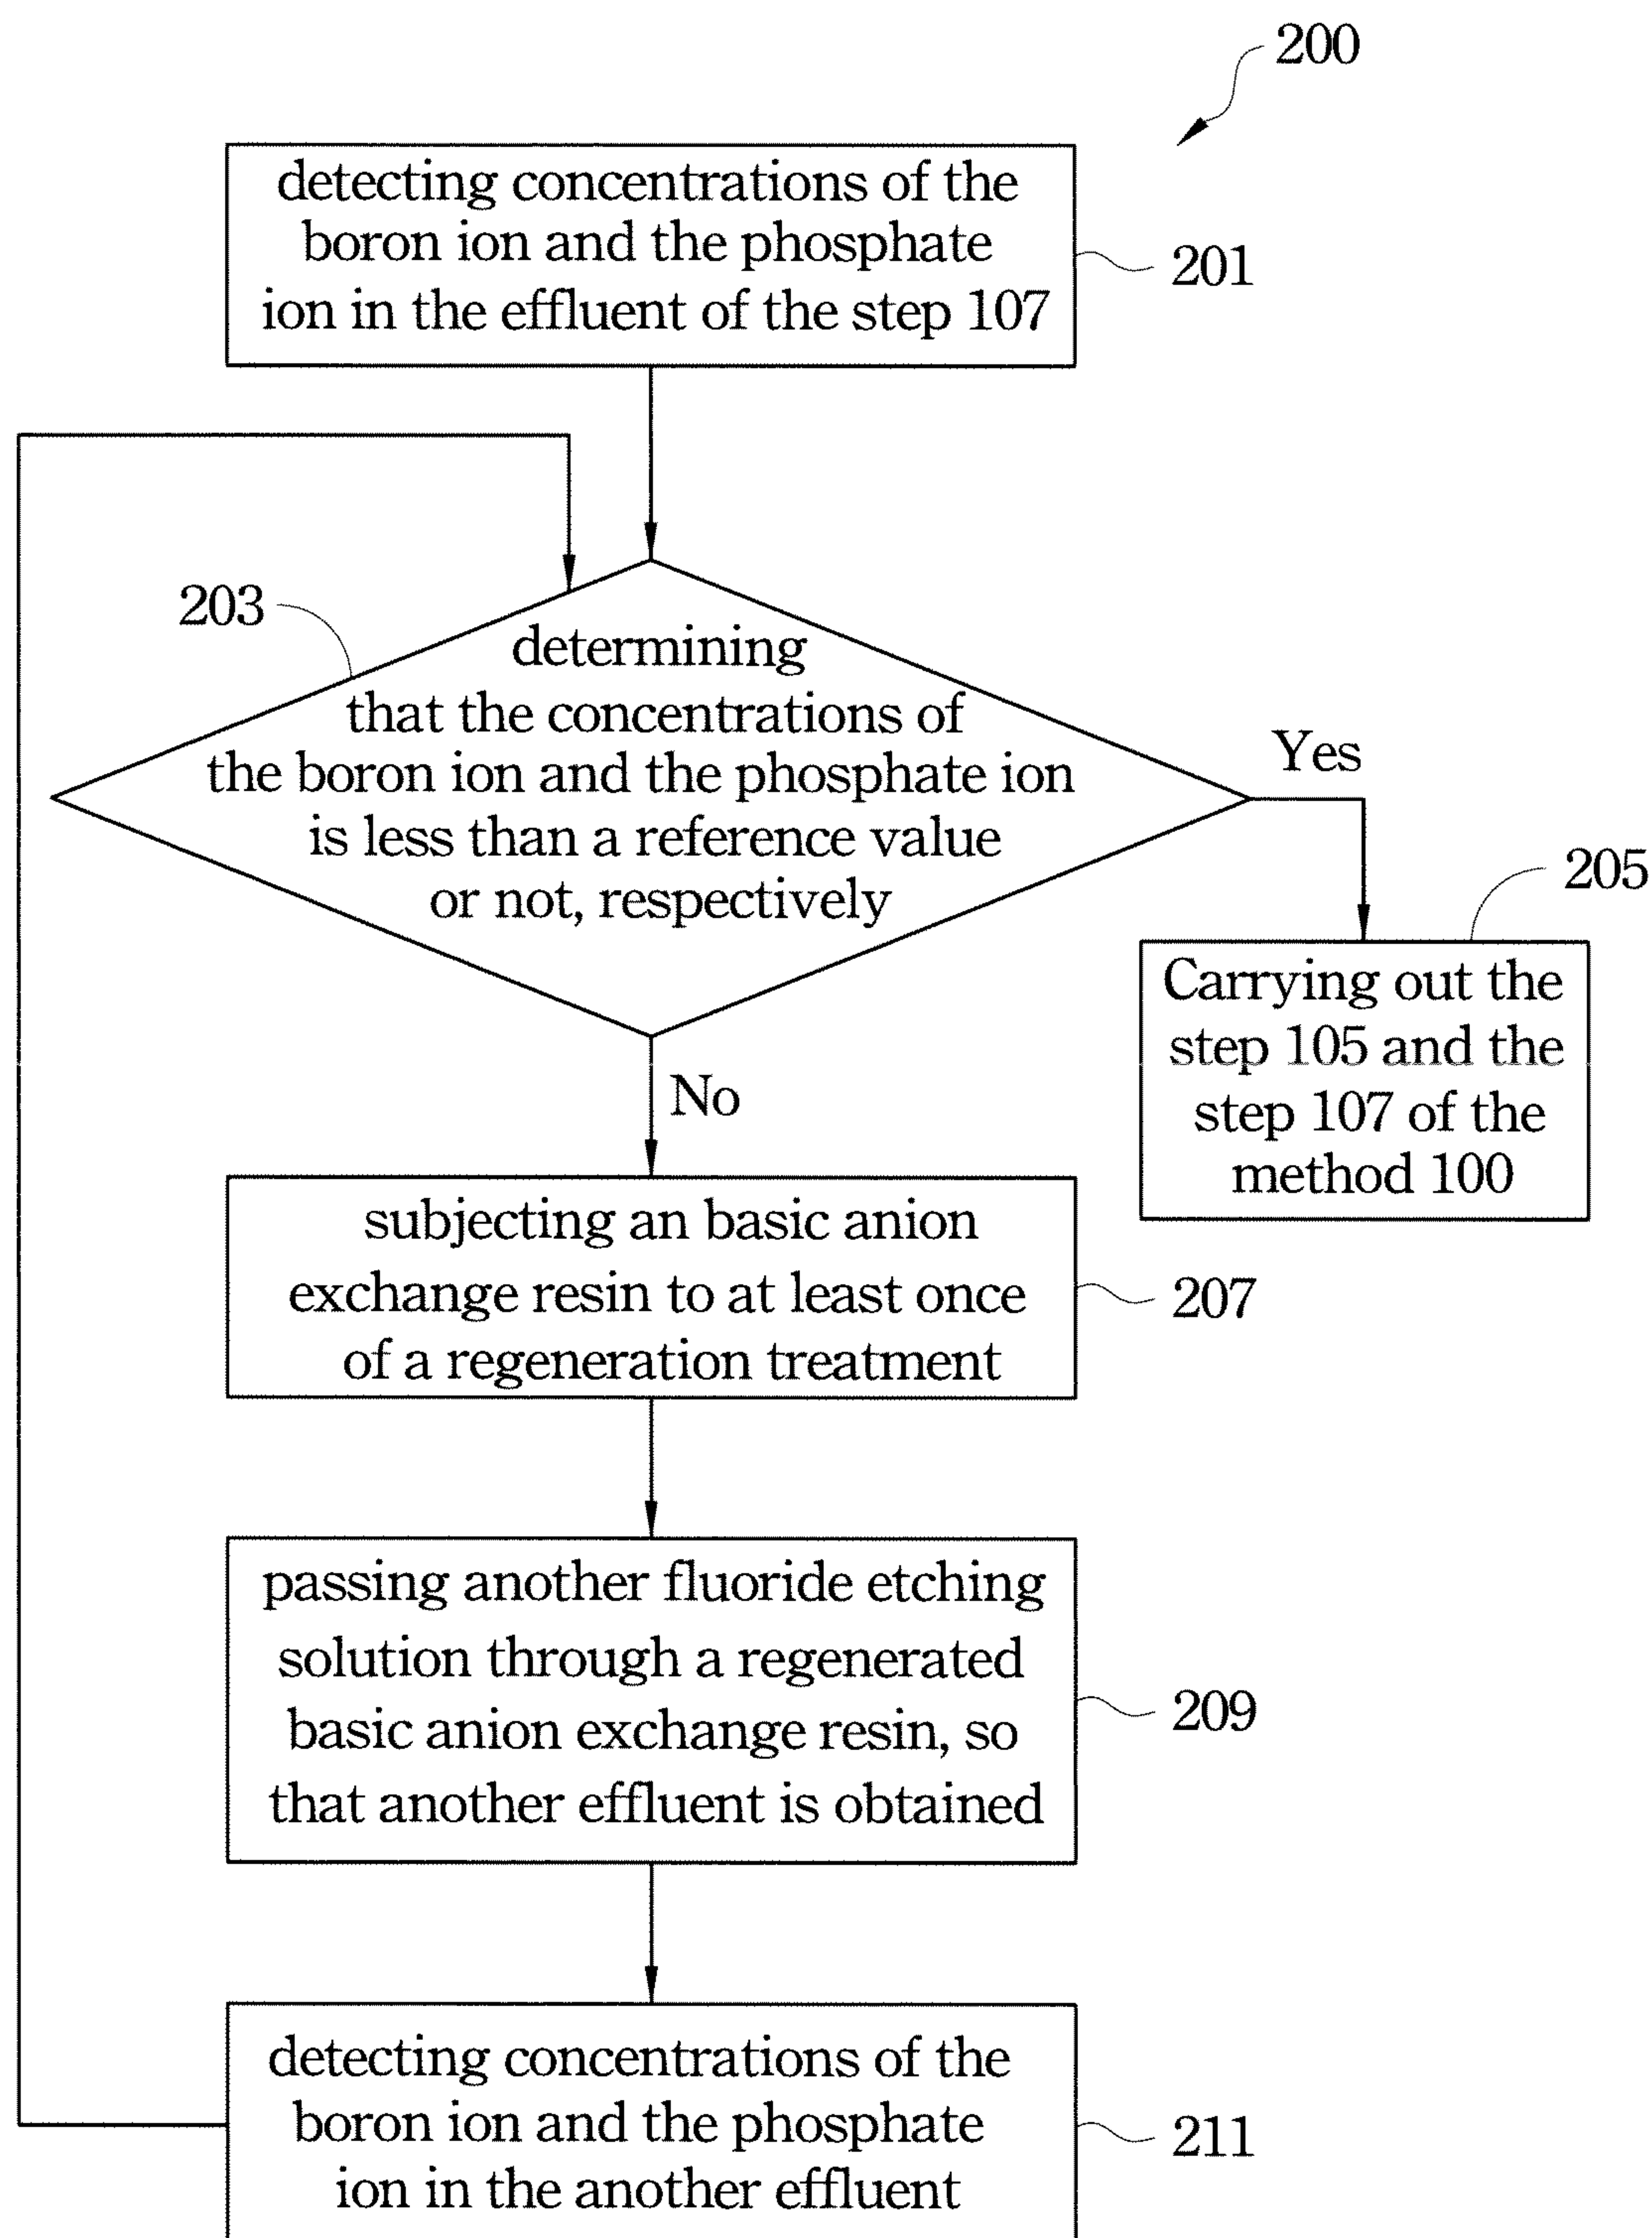 200
detecting concentrations of the
boron ion and the phosphate
ion in the effluent of the step 107
201
203
determining
that the concentrations of
the boron ion and the phosphate ion
is less than a reference value
or not, respectively
Yes
205
Carrying out the
step 105 and the
step 107 of the
method 100
No
subjecting an basic anion
exchange resin to at least once
of a regeneration treatment
207
passing another fluoride etching
solution through a regenerated
basic anion exchange resin, so
that another effluent is obtained
209
detecting concentrations of the
boron ion and the phosphate
ion in the another effluent
211